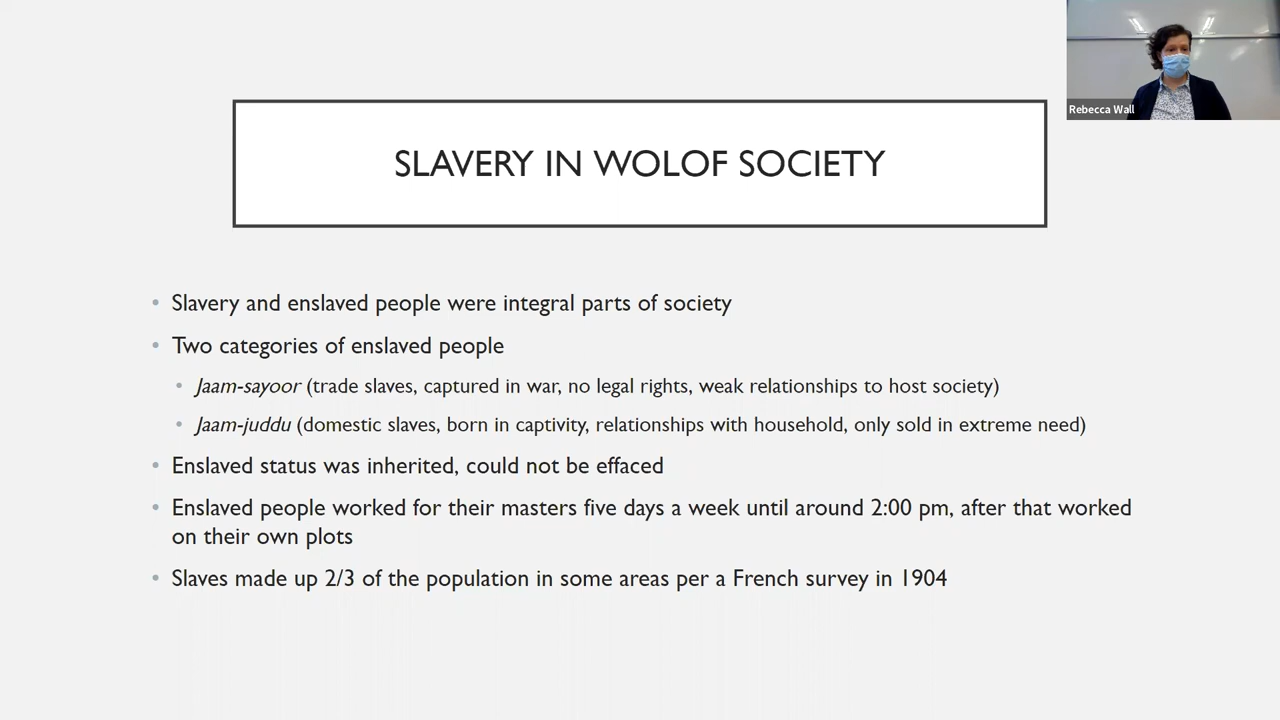 Rebecca Wall
SLAVERY IN WOLOF SOCIETY
• Slavery and enslaved people were integral parts of society
• Two categories of enslaved people
• Jaam-sayoor (trade slaves, captured in war, no legal rights, weak relationships to host society)
• Jaam-juddu (domestic slaves, born in captivity, relationships with household, only sold in extreme need)
• Enslaved status was inherited, could not be effaced
• Enslaved people worked for their masters five days a week until around 2:00 pm, after that worked
on their own plots
• Slaves made up 2/3 of the population in some areas per a French survey in 1904